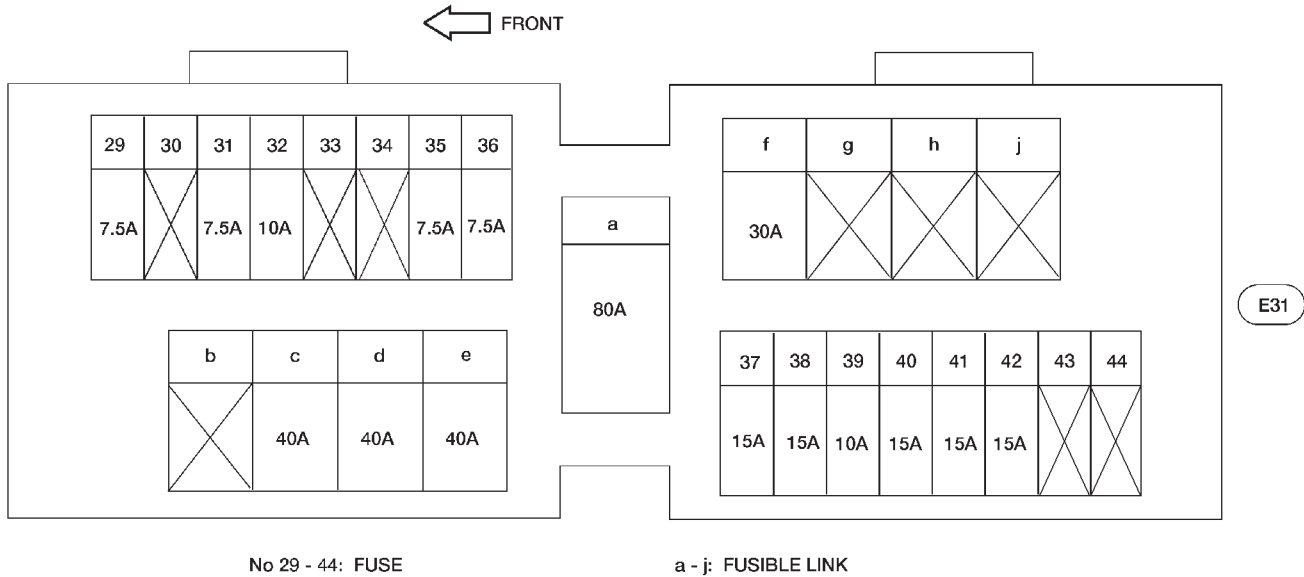 FRONT
29 30 31 32 33 34 35 36
7.5A 7.5A 10A 7.5A 7.5A
b c d e
40A 40A 40A
a
80A
f g h j
30A
37 38 39 40 41 42 43 44
15A 15A 10A 15A 15A 15A
E31
No 29 - 44: FUSE
a - j: FUSIBLE LINK